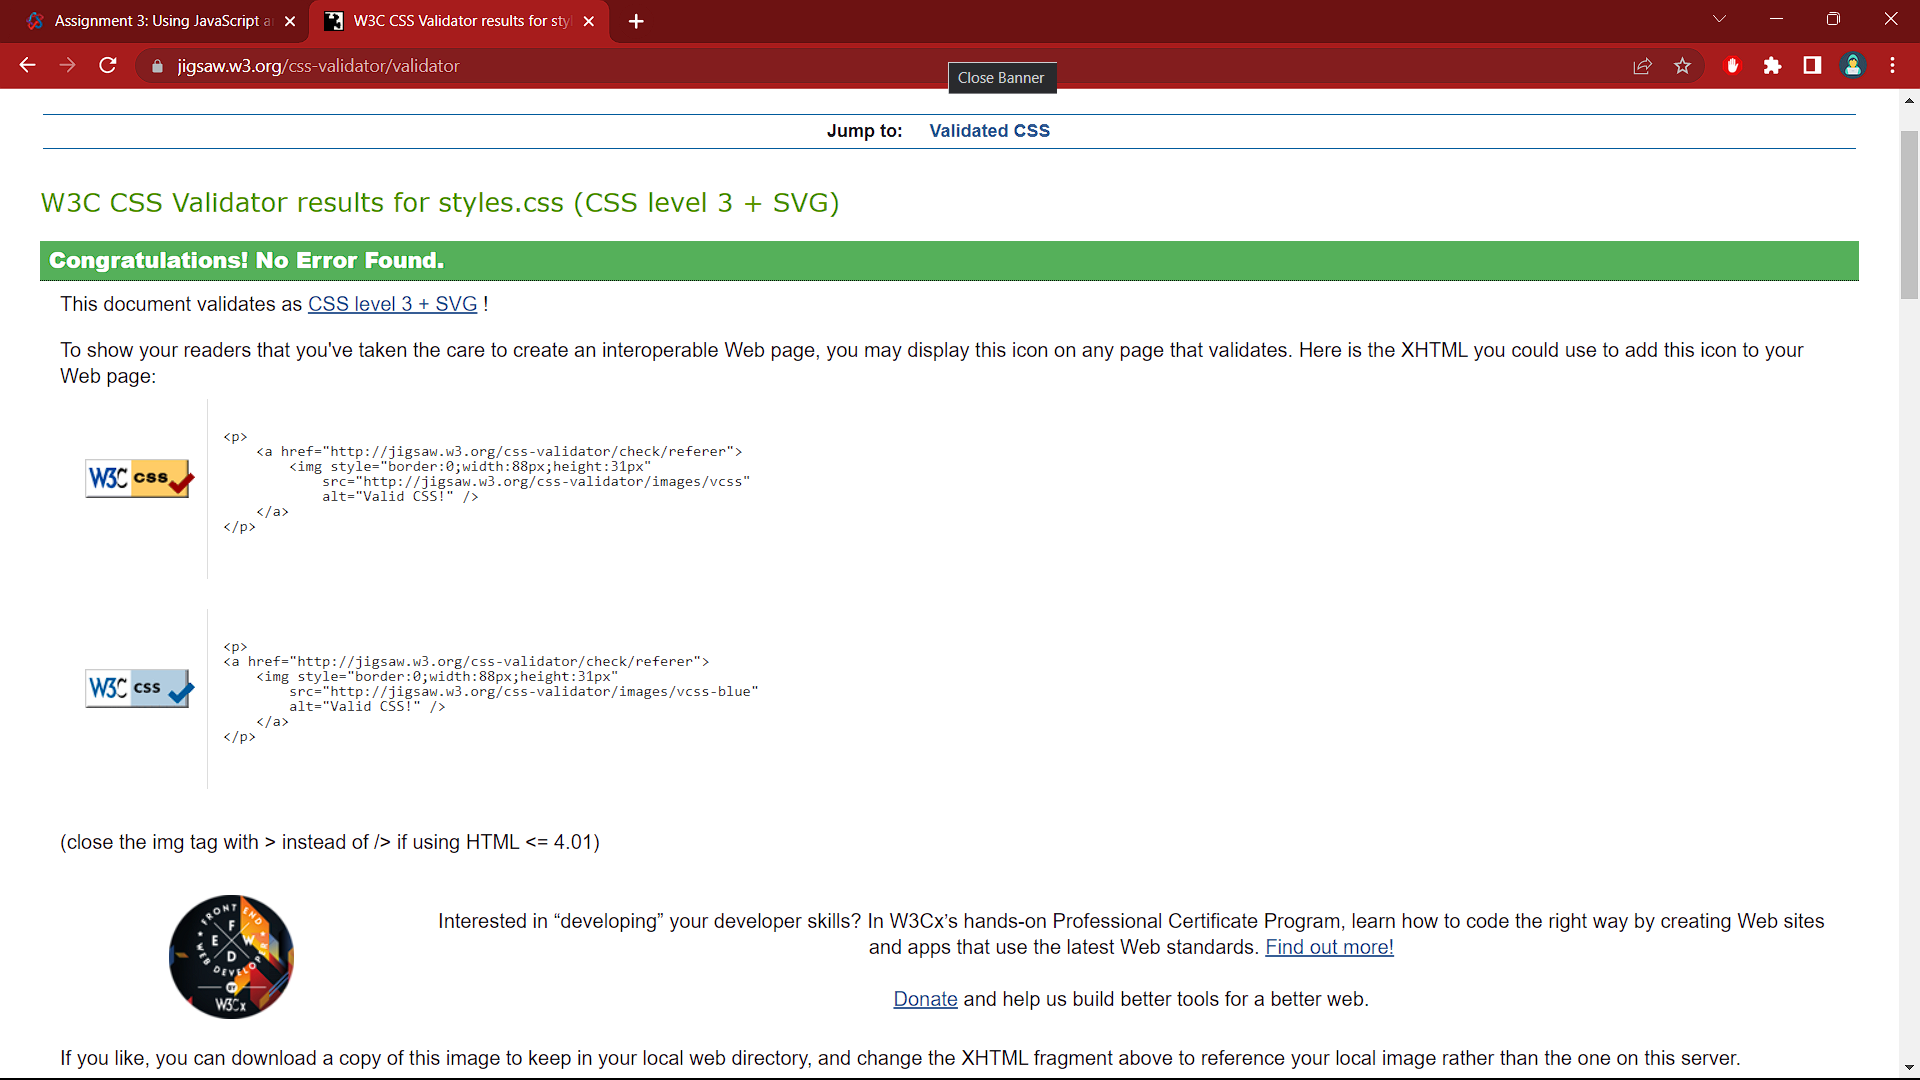 Assignment 3: Using JavaScript a
W3C CSS Validator results for sty
jigsaw.w3.org/css-validator/validator
Close Banner
Jump to: Validated CSS
W3C CSS Validator results for styles.css (CSS level 3 + SVG)
Congratulations! No Error Found.
This document validates as CSS level 3 + SVG !
To show your readers that you've taken the care to create an interoperable Web page, you may display this icon on any page that validates. Here is the XHTML you could use to add this icon to your
Web page:
W3C css
<p>
<a href="http://jigsaw.w3.org/css-validator/check/referer">
<img style="border:0;width:88px;height:31px"
src="http://jigsaw.w3.org/css-validator/images/vcss"
alt="Valid CSS!" />
</a>
</p>
W3C css
<p>
<a href="http://jigsaw.w3.org/css-validator/check/referer">
<img style="border:0;width:88px;height:31px"
src="http://jigsaw.w3.org/css-validator/images/vcss-blue"
alt="Valid CSS!" />
</a>
</p>
(close the img tag with > instead of /> if using HTML <= 4.01)
FRONT END
F
E W
D
WEB DEVELOPER
BY
W3Cx
Interested in “developing” your developer skills? In W3Cx’s hands-on Professional Certificate Program, learn how to code the right way by creating Web sites
and apps that use the latest Web standards. Find out more!
Donate and help us build better tools for a better web.
If you like, you can download a copy of this image to keep in your local web directory, and change the XHTML fragment above to reference your local image rather than the one on this server.